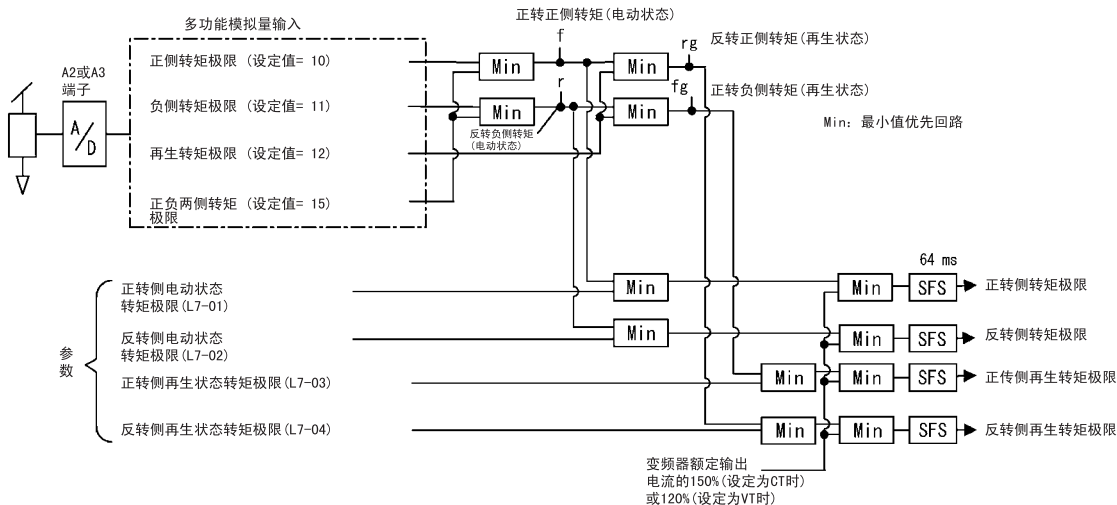 多功能模拟量输入
正转正侧转矩(电动状态)
f
A2或A3
端子
A/D
正侧转矩极限 (设定值= 10)
负侧转矩极限 (设定值= 11)
再生转矩极限 (设定值= 12)
正负两侧转矩 (设定值= 15)
极限
Min
Min
r
反转负侧转矩
(电动状态)
Min
Min
rg
反转正侧转矩(再生状态)
fg
正转负侧转矩(再生状态)
Min: 最小值优先回路
参
数
正转侧电动状态
转矩极限(L7-01)
反转侧电动状态
转矩极限(L7-02)
正转侧再生状态转矩极限(L7-03)
反转侧再生状态转矩极限(L7-04)
64 ms
Min
Min
SFS
正转侧转矩极限
Min
Min
SFS
反转侧转矩极限
Min
Min
SFS
正传侧再生转矩极限
Min
Min
SFS
反转侧再生转矩极限
变频器额定输出
电流的150%(设定为CT时)
或120%(设定为VT时)